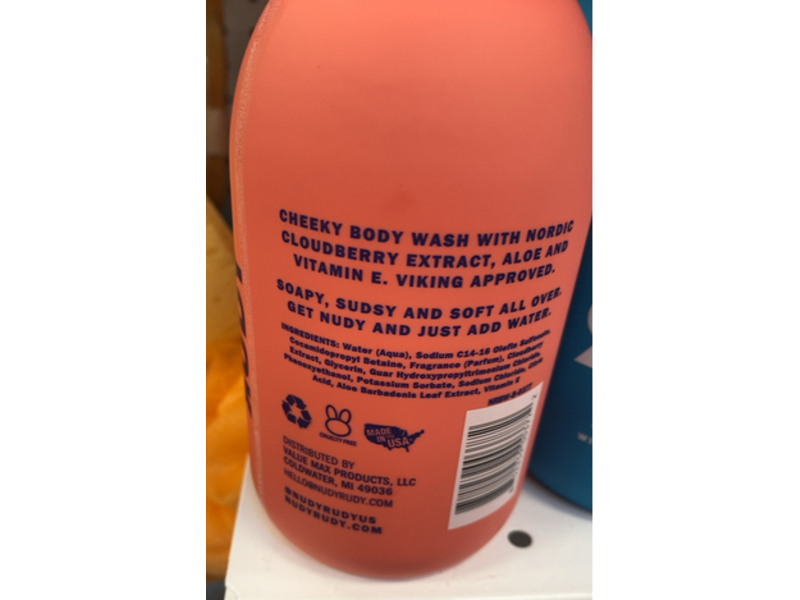 CHEEKY BODY WASH WITH NORDIC
CLOUDBERRY EXTRACT, ALOE AND
VITAMIN E. VIKING APPROVED.
SOAPY, SUDSY AND SOFT ALL OVER.
GET NUDY AND JUST ADD WATER.
INGREDIENTS: Water (Aqua), Sodium C14-16 Olefin Sulfonate,
Cocamidopropyl Betaine, Fragrance (Parfum), Cloudberry
Extract, Glycerin, Guar Hydroxypropyltrimonium Chloride, Citric
Phenoxyethanol, Potassium Sorbate, Sodium Chloride,
Acid, Aloe Barbadensis Leaf Extract, Vitamin E
CRUELTY FREE
MADE
IN
USA
DISTRIBUTED BY
VALUE MAX PRODUCTS, LLC
COLDWATER, MI 49036
HELLO@NUDYRUDY.COM
@NUDYRUDYUS
NUDYRUDY.COM